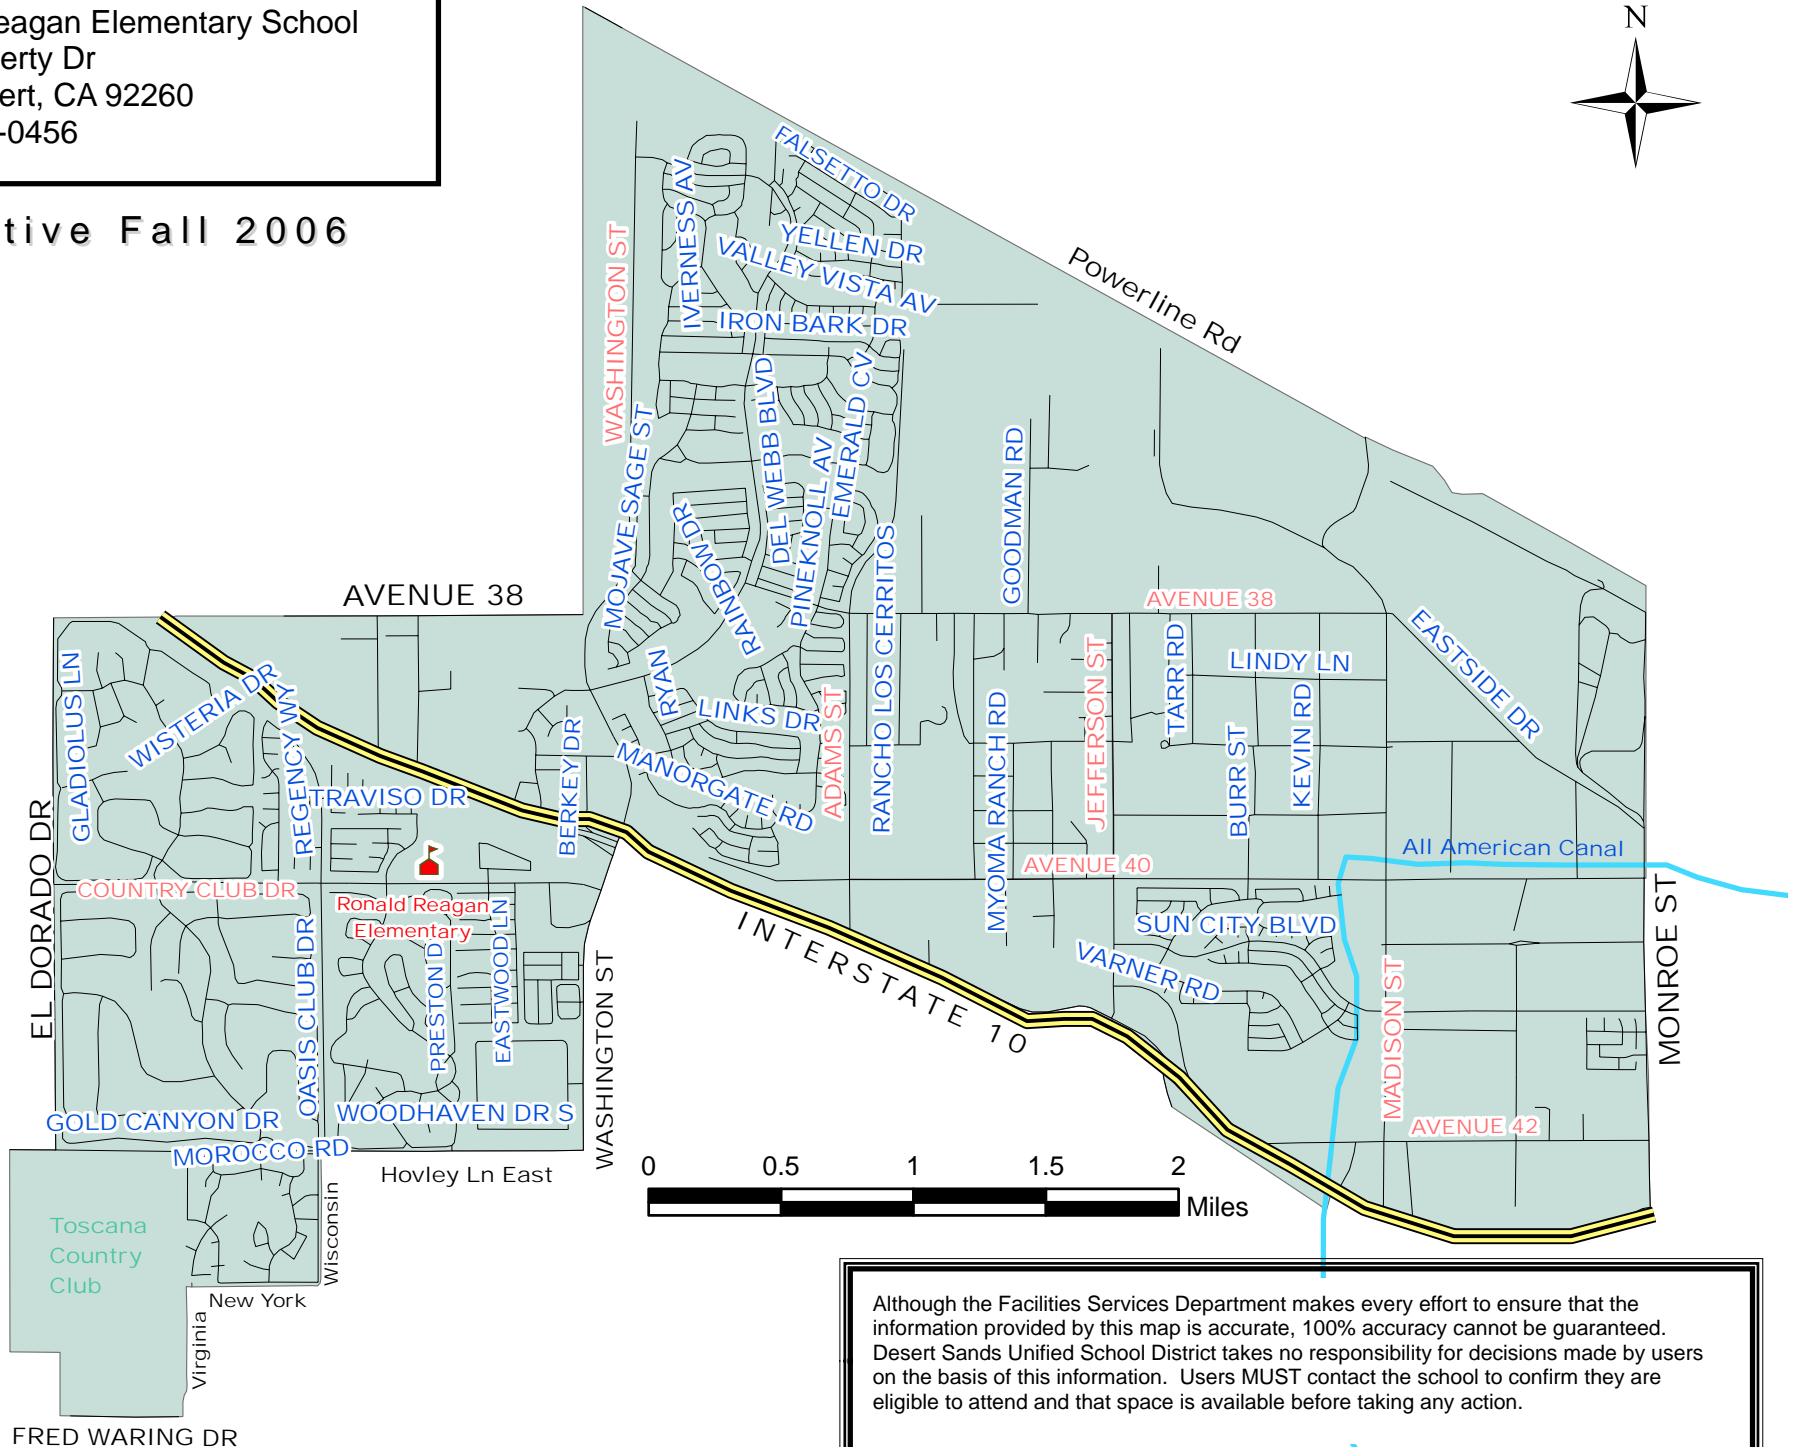 eagan Elementary School
erty Dr
ert, CA 92260
-0456
tive Fall 2006
N
FALSETTO DR
YELLEN DR
VALLEY VISTA AV
IVERNESS AV
WASHINGTON ST
IRON BARK DR
Powerline Rd
EMERALD CV
DEL WEBB BLVD
MOJAVE SAGE ST
PINEKNOLL AV
RAINBOW DR
GOODMAN RD
RANCHO LOS CERRITOS
AVENUE 38
AVENUE 38
EASTSIDE DR
GLADIOLUS LN
WISTERIA DR
REGENCY WY
RYAN
LINKS DR
ADAMS ST
MYOMA RANCH RD
JEFFERSON ST
TARR RD
LINDY LN
KEVIN RD
BURR ST
BERKEY DR
MANORGATE RD
TRAVISO DR
EL DORADO DR
All American Canal
AVENUE 40
COUNTRY CLUB DR
Ronald Reagan
Elementary
OASIS CLUB DR
PRESTON D
EASTWOOD LN
WASHINGTON ST
INTERSTATE 10
SUN CITY BLVD
VARNER RD
MADISON ST
MONROE ST
GOLD CANYON DR
WOODHAVEN DR S
AVENUE 42
MOROCCO RD
Hovley Ln East
Wisconsin
0 0.5 1 1.5 2
Miles
Toscana
Country
Club
New York
Virginia
FRED WARING DR
Although the Facilities Services Department makes every effort to ensure that the
information provided by this map is accurate, 100% accuracy cannot be guaranteed.
Desert Sands Unified School District takes no responsibility for decisions made by users
on the basis of this information.  Users MUST contact the school to confirm they are
eligible to attend and that space is available before taking any action.